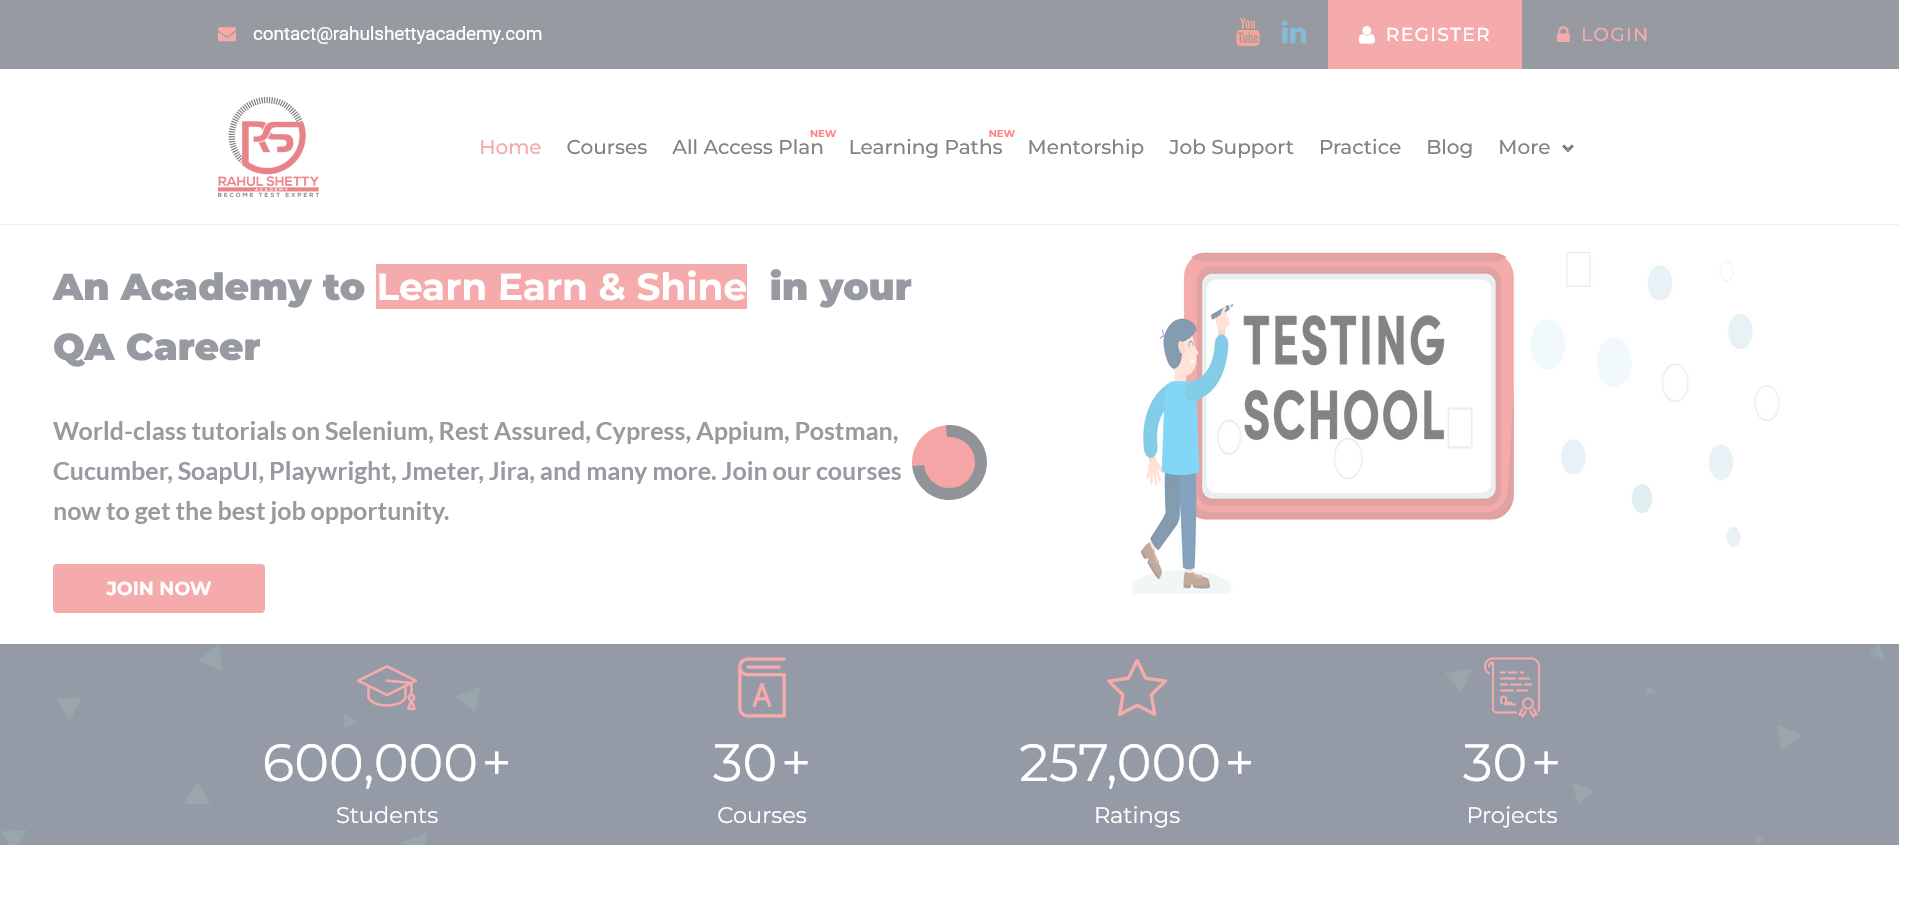 contact@rahulshettyacademy.com
You
Tube
in
REGISTER
LOGIN
RS
RAHUL SHETTY
ACADEMY
BECOME TEST EXPERT
Home
Courses
All Access Plan
NEW
Learning Paths
NEW
Mentorship
Job Support
Practice
Blog
More
An Academy to Learn Earn & Shine in your
QA Career
World-class tutorials on Selenium, Rest Assured, Cypress, Appium, Postman,
Cucumber, SoapUI, Playwright, Jmeter, Jira, and many more. Join our courses
now to get the best job opportunity.
JOIN NOW
TESTING
SCHOOL
A
600,000+
Students
30+
Courses
257,000+
Ratings
30+
Projects